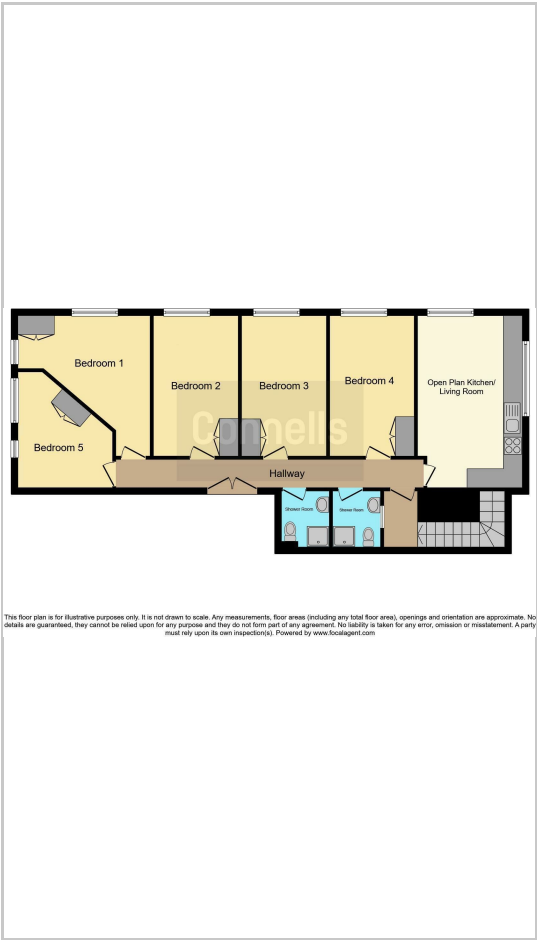 Bedroom 1
Bedroom 2
Bedroom 3
Bedroom 4
Open Plan Kitchen/
Living Room
Connells
Bedroom 5
Hallway
Shower Room
Shower Room
This floor plan is for illustrative purposes only. It is not drawn to scale. Any measurements, floor areas (including any total floor area), openings and orientation are approximate. No
details are guaranteed, they cannot be relied upon for any purpose and they do not form part of any agreement. No liability is taken for any error, omission or misstatement. A party
must rely upon its own inspection(s). Powered by www.focalagent.com